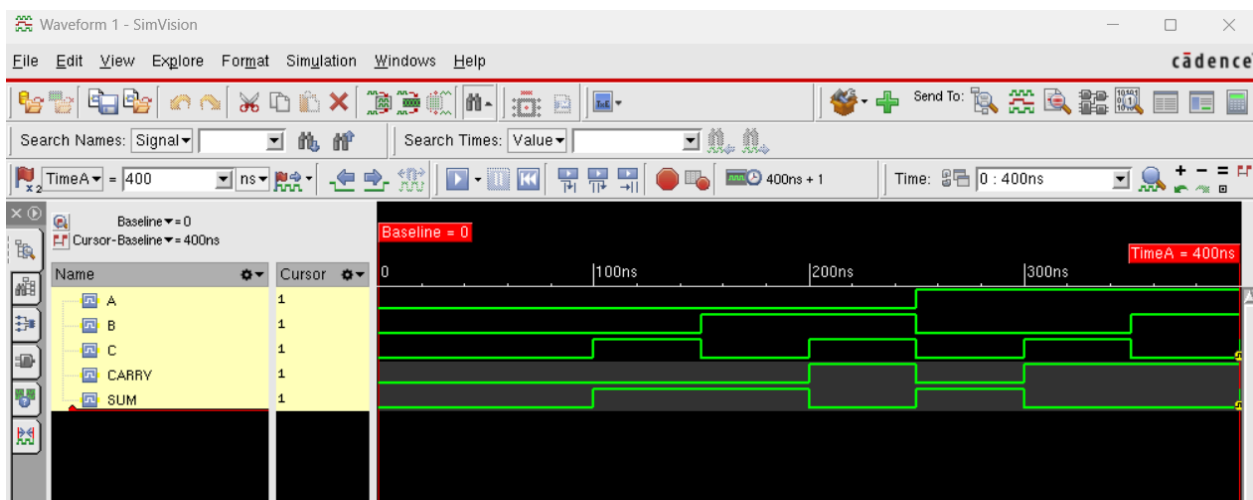 Waveform 1 - SimVision
File Edit View Explore Format Simulation Windows Help
cādence
Send To:
Search Names: Signal
Search Times: Value
x2 TimeA = 400 ns
400ns + 1
Time: 0 : 400ns
Baseline = 0
Cursor-Baseline = 400ns
Baseline = 0
TimeA = 400ns
Name Cursor
0 100ns 200ns 300ns
A 1
B 1
C 1
CARRY 1
SUM 1